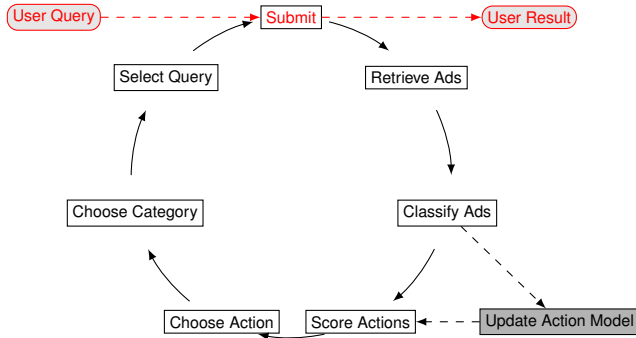 User Query
Submit
User Result
Select Query
Retrieve Ads
Choose Category
Classify Ads
Choose Action
Score Actions
Update Action Model